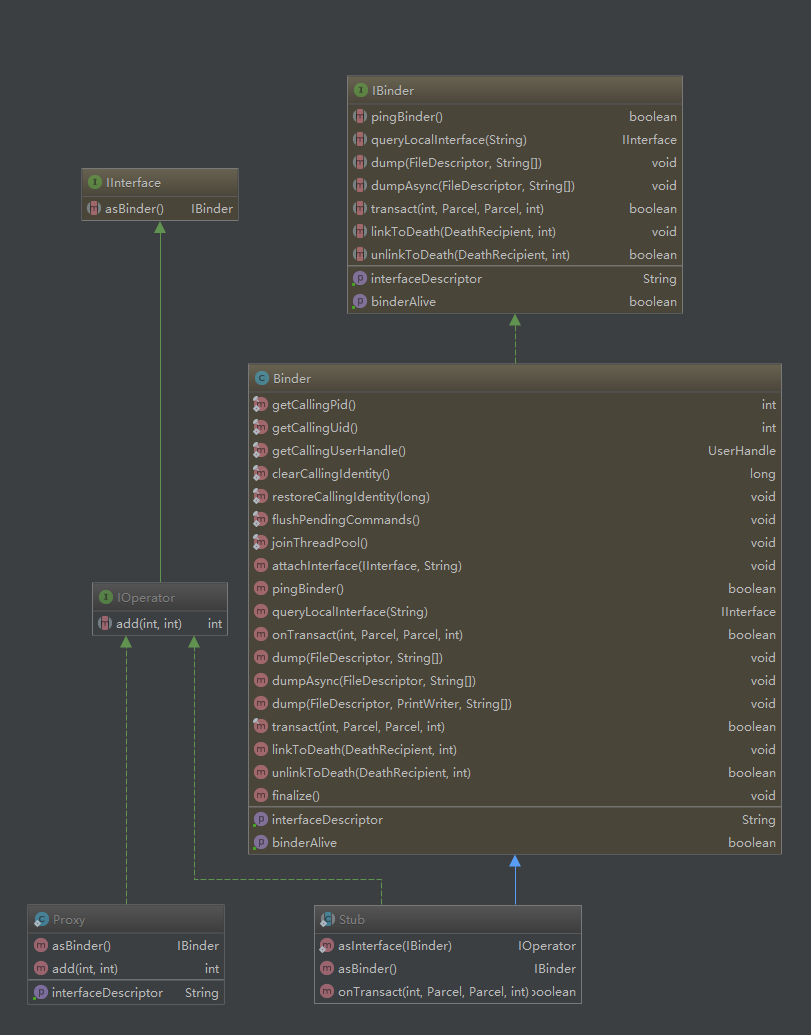 IBinder
pingBinder() boolean
queryLocalInterface(String) IInterface
dump(FileDescriptor, String[]) void
dumpAsync(FileDescriptor, String[]) void
transact(int, Parcel, Parcel, int) boolean
linkToDeath(DeathRecipient, int) void
unlinkToDeath(DeathRecipient, int) boolean
interfaceDescriptor String
binderAlive boolean
IInterface
asBinder() IBinder
Binder
getCallingPid() int
getCallingUid() int
getCallingUserHandle() UserHandle
clearCallingIdentity() long
restoreCallingIdentity(long) void
flushPendingCommands() void
joinThreadPool() void
attachInterface(IInterface, String) void
pingBinder() boolean
queryLocalInterface(String) IInterface
onTransact(int, Parcel, Parcel, int) boolean
dump(FileDescriptor, String[]) void
dumpAsync(FileDescriptor, String[]) void
dump(FileDescriptor, PrintWriter, String[]) void
transact(int, Parcel, Parcel, int) boolean
linkToDeath(DeathRecipient, int) void
unlinkToDeath(DeathRecipient, int) boolean
finalize() void
interfaceDescriptor String
binderAlive boolean
IOperator
add(int, int) int
Proxy
asBinder() IBinder
add(int, int) int
interfaceDescriptor String
Stub
asInterface(IBinder) IOperator
asBinder() IBinder
onTransact(int, Parcel, Parcel, int) boolean